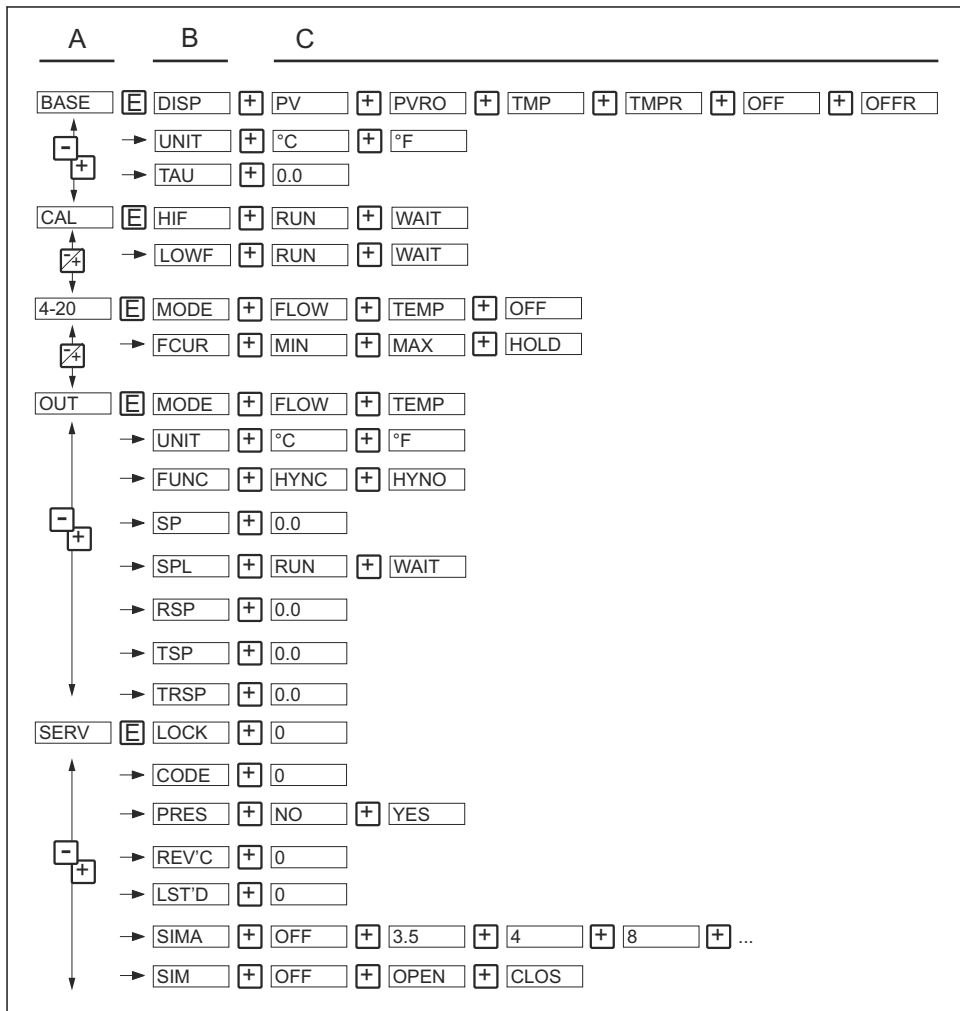 A B C
BASE E DISP + PV + PVRO + TMP + TMPR + OFF + OFFR
- +
UNIT + °C + °F
TAU + 0.0
CAL E HIF + RUN + WAIT
-/+
LOWF + RUN + WAIT
4-20 E MODE + FLOW + TEMP + OFF
-/+
FCUR + MIN + MAX + HOLD
OUT E MODE + FLOW + TEMP
UNIT + °C + °F
FUNC + HYNC + HYNO
- +
SP + 0.0
SPL + RUN + WAIT
RSP + 0.0
TSP + 0.0
TRSP + 0.0
SERV E LOCK + 0
CODE + 0
PRES + NO + YES
- +
REV'C + 0
LST'D + 0
SIMA + OFF + 3.5 + 4 + 8 + ...
SIM + OFF + OPEN + CLOS